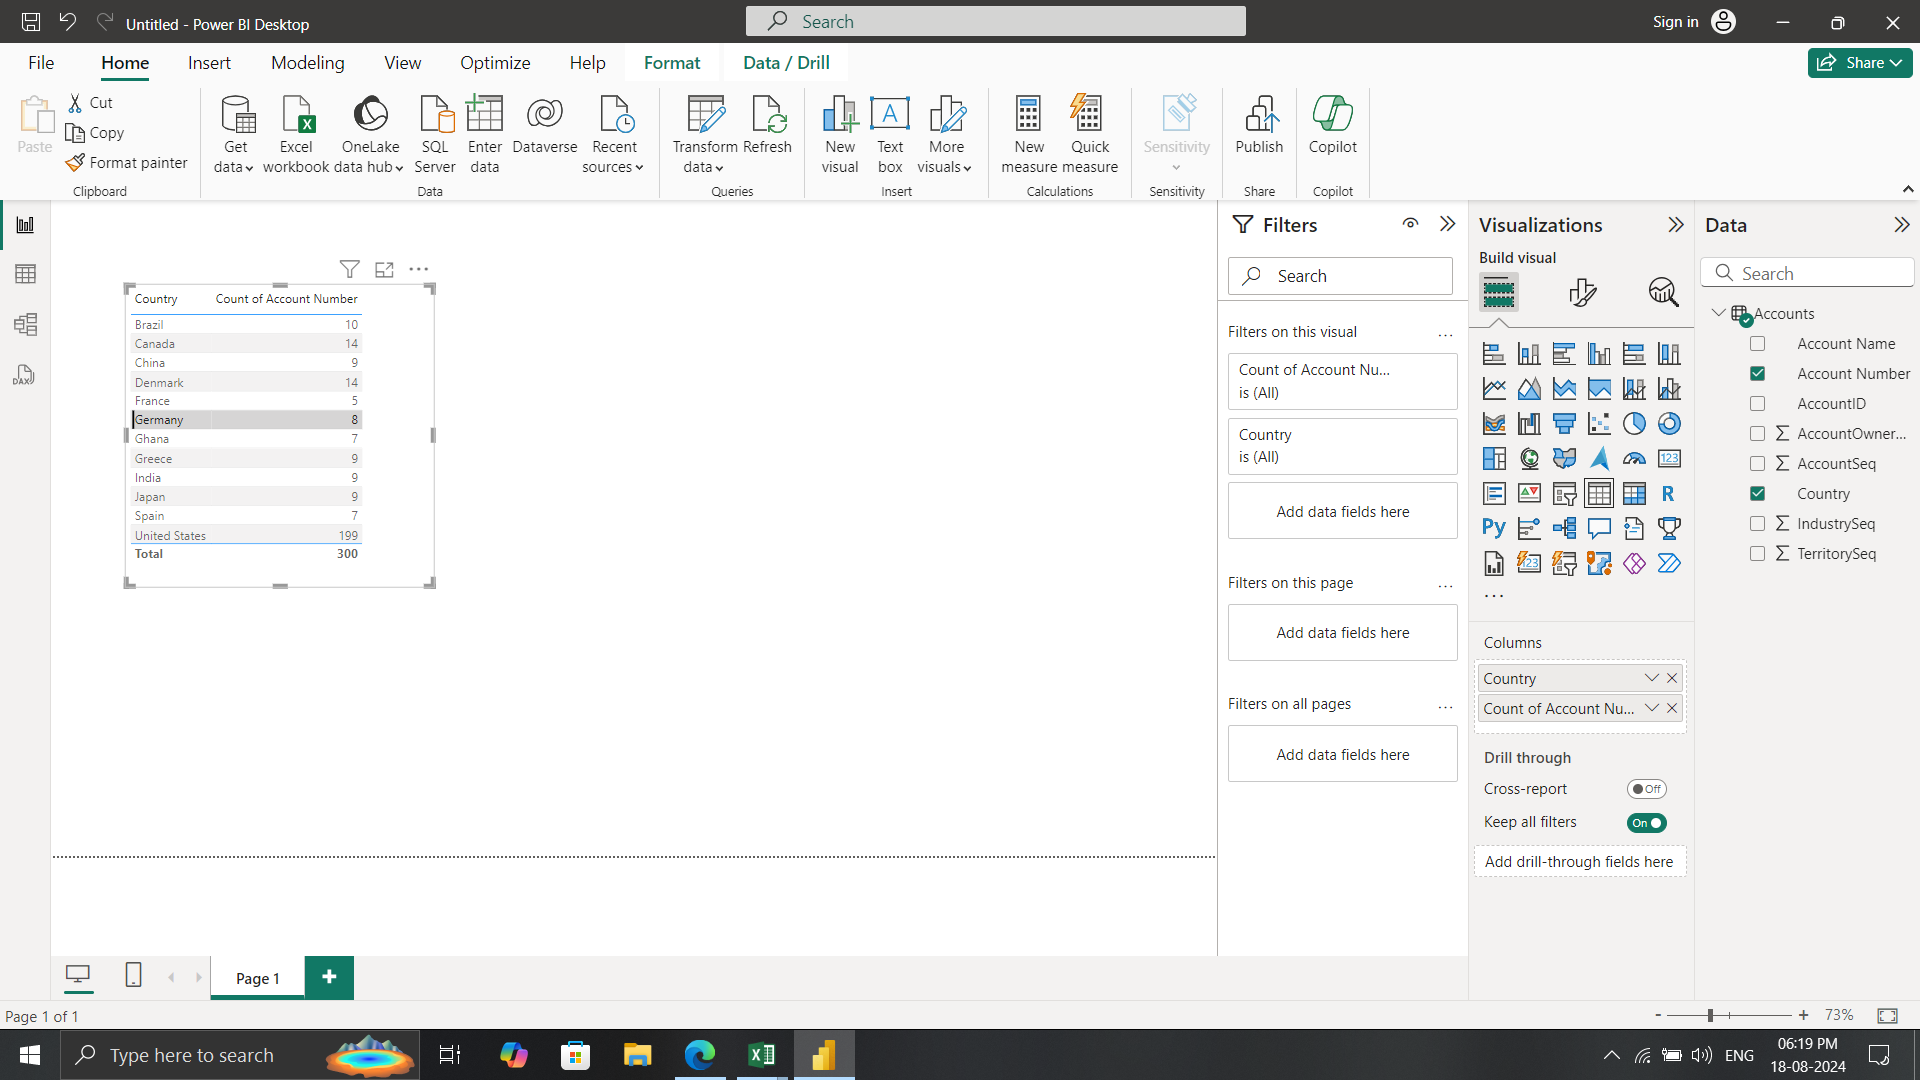 Untitled - Power BI Desktop
Search
Sign in
File Home Insert Modeling View Optimize Help Format Data / Drill
Share
Paste
Cut
Copy
Format painter
Clipboard
Get data
Excel workbook
OneLake data hub
SQL Server
Enter data
Dataverse
Recent sources
Data
Transform data
Refresh
Queries
New visual
Text box
More visuals
Insert
New measure
Quick measure
Calculations
Sensitivity
Sensitivity
Publish
Share
Copilot
Copilot
Country Count of Account Number
Brazil 10
Canada 14
China 9
Denmark 14
France 5
Germany 8
Ghana 7
Greece 9
India 9
Japan 9
Spain 7
United States 199
Total 300
DAX
Filters
Search
Filters on this visual ...
Count of Account Nu...
is (All)
Country
is (All)
Add data fields here
Filters on this page ...
Add data fields here
Filters on all pages ...
Add data fields here
Visualizations
Build visual
123
R
Py
123
...
Columns
Country
Count of Account Nu...
Drill through
Cross-report Off
Keep all filters On
Add drill-through fields here
Data
Search
Accounts
Account Name
Account Number
AccountID
∑ AccountOwner...
∑ AccountSeq
Country
∑ IndustrySeq
∑ TerritorySeq
Page 1
+
Page 1 of 1
- + 73%
Type here to search
ENG
06:19 PM
18-08-2024